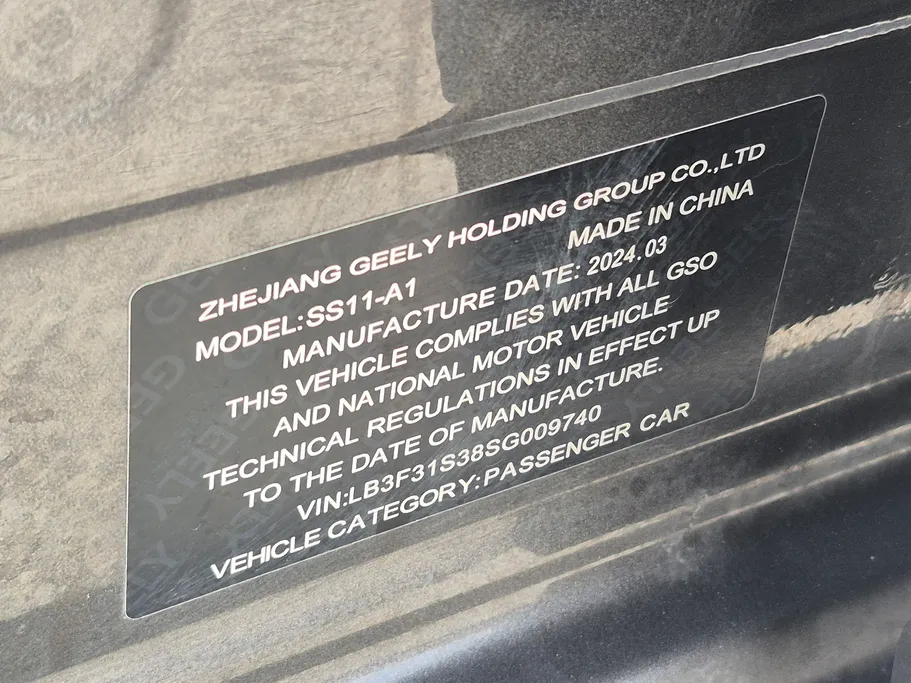 ZHEJIANG GEELY HOLDING GROUP CO.,LTD
MODEL:SS11-A1 MADE IN CHINA
MANUFACTURE DATE: 2024.03
THIS VEHICLE COMPLIES WITH ALL GSO
AND NATIONAL MOTOR VEHICLE
TECHNICAL REGULATIONS IN EFFECT UP
TO THE DATE OF MANUFACTURE.
VIN:LB3F31S38SG009740
VEHICLE CATEGORY:PASSENGER CAR